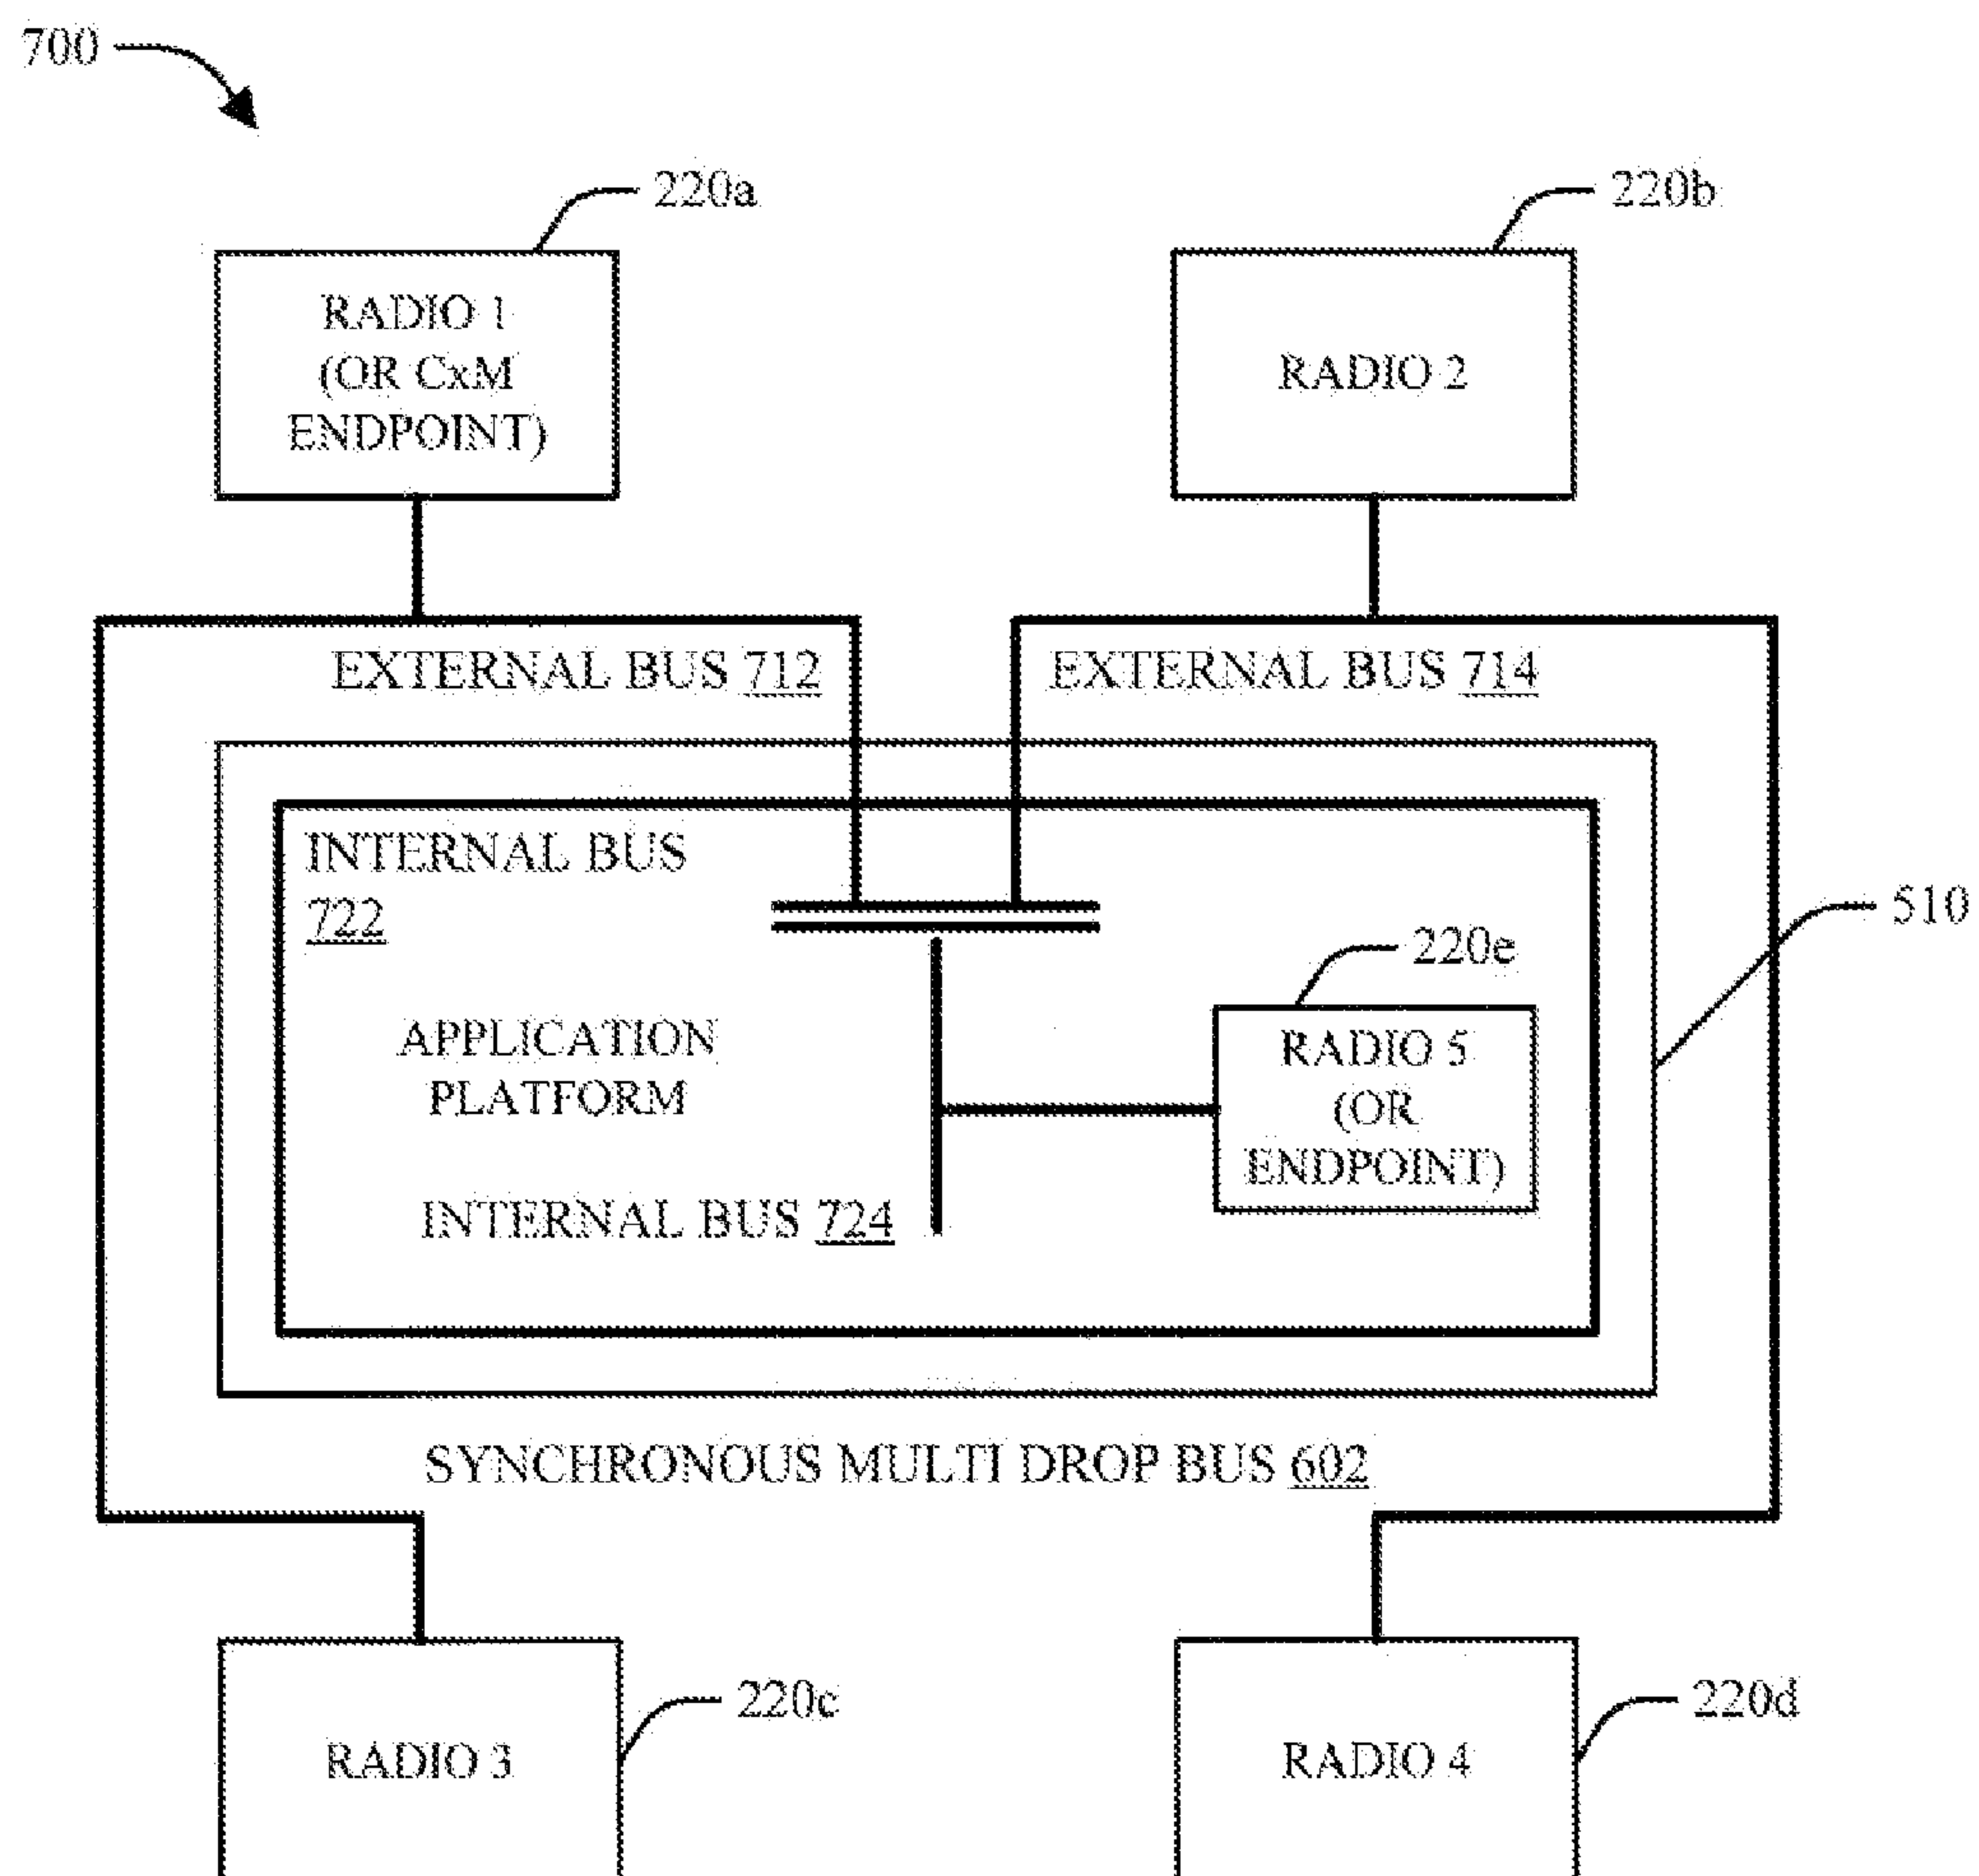 700
220a
220b
RADIO 1
(OR CxM
ENDPOINT)
RADIO 2
EXTERNAL BUS 712
EXTERNAL BUS 714
INTERNAL BUS
722
510
220e
APPLICATION
PLATFORM
RADIO 5
(OR
ENDPOINT)
INTERNAL BUS 724
SYNCHRONOUS MULTI DROP BUS 602
220c
220d
RADIO 3
RADIO 4